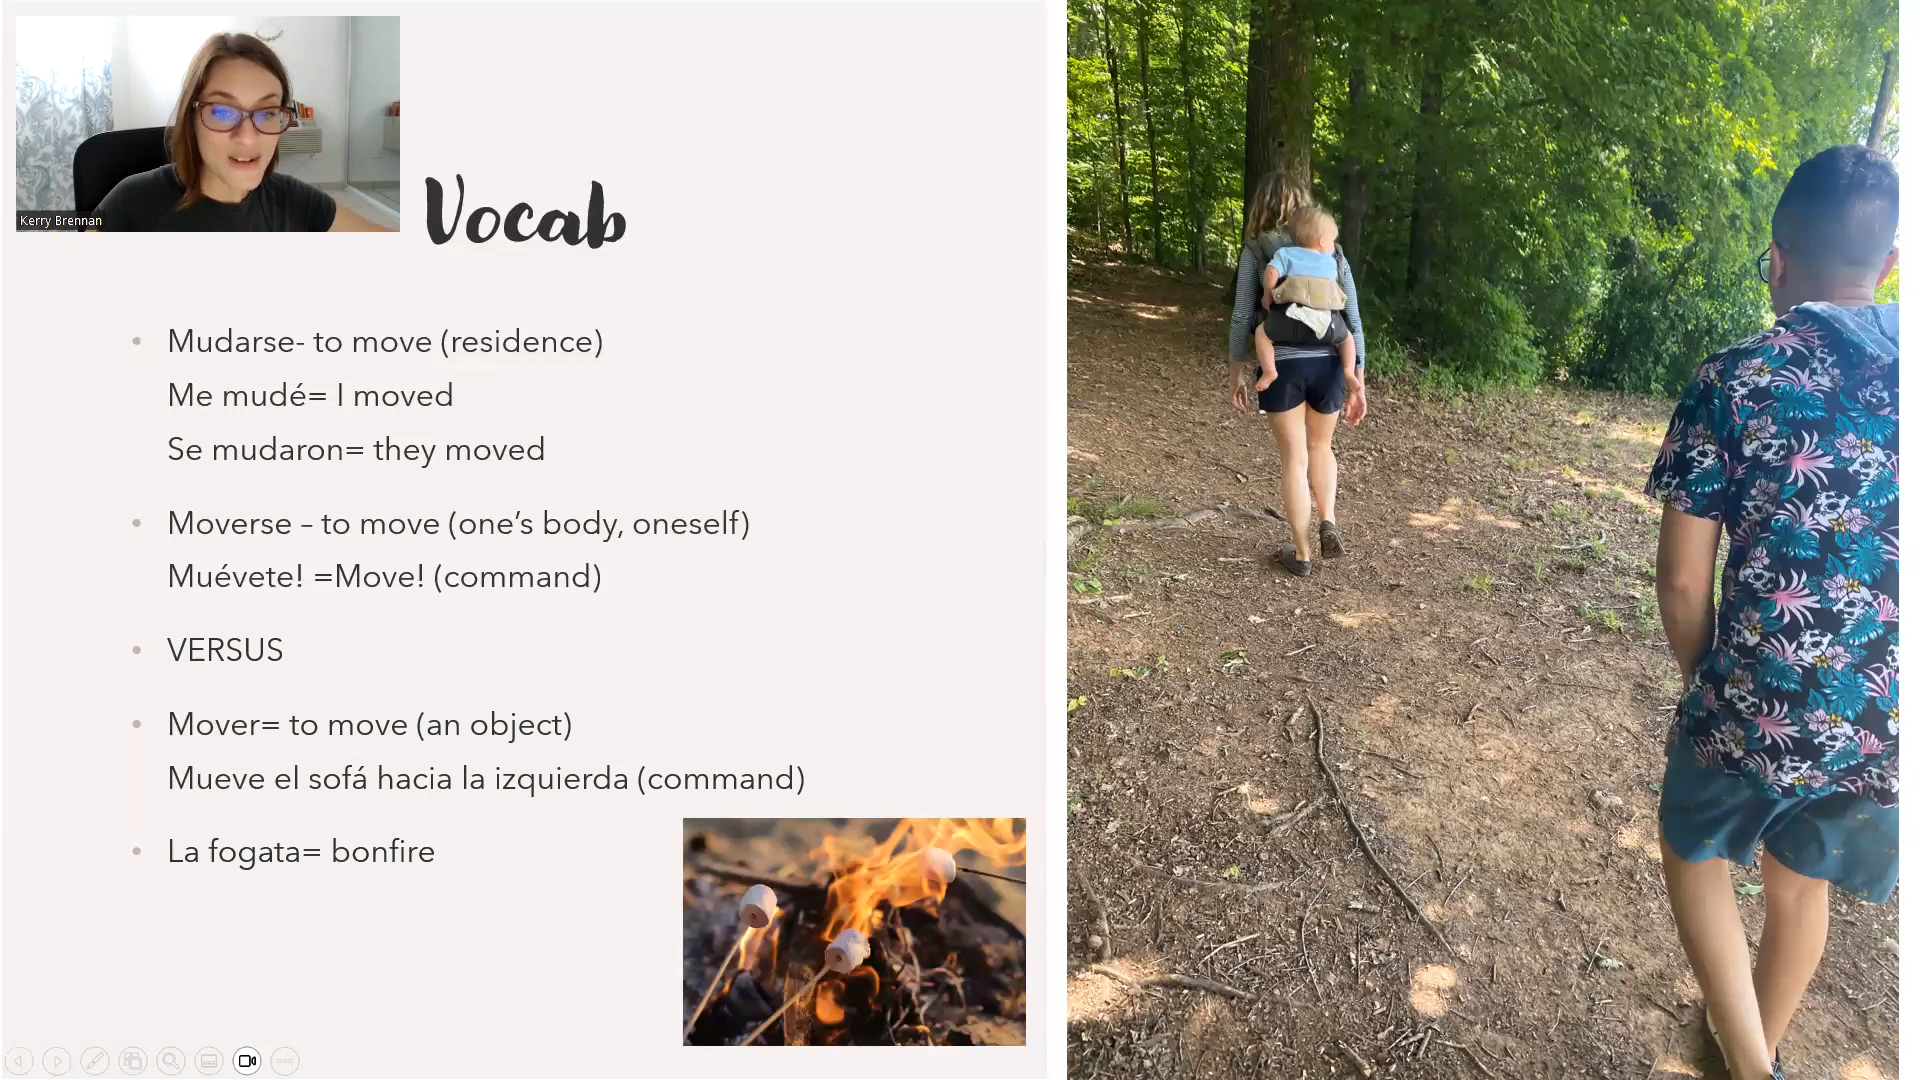 Kerry Brennan
Vocab
Mudarse- to move (residence)
Me mudé= I moved
Se mudaron= they moved
Moverse – to move (one’s body, oneself)
Muévete! =Move! (command)
VERSUS
Mover= to move (an object)
Mueve el sofá hacia la izquierda (command)
La fogata= bonfire